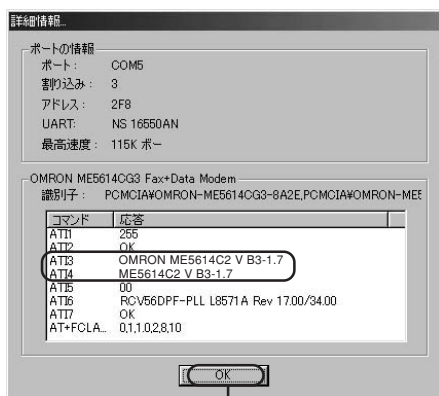 詳細情報...
ポートの情報
ポート： COM5
割り込み： 3
アドレス： 2F8
UART: NS 16550AN
最高速度： 115K ボー
OMRON ME5614CG3 Fax+Data Modem
識別子： PCMCIA¥OMRON-ME5614CG3-8A2E,PCMCIA¥OMRON-ME5
コマンド 応答
ATI1 255
ATI2 OK
ATI3 OMRON ME5614C2 V B3-1.7
ATI4 ME5614C2 V B3-1.7
ATI5 00
ATI6 RCV56DPF-PLL L8571A Rev 17.00/34.00
ATI7 OK
AT+FCLA... 0,1,1.0,2,8,10
OK